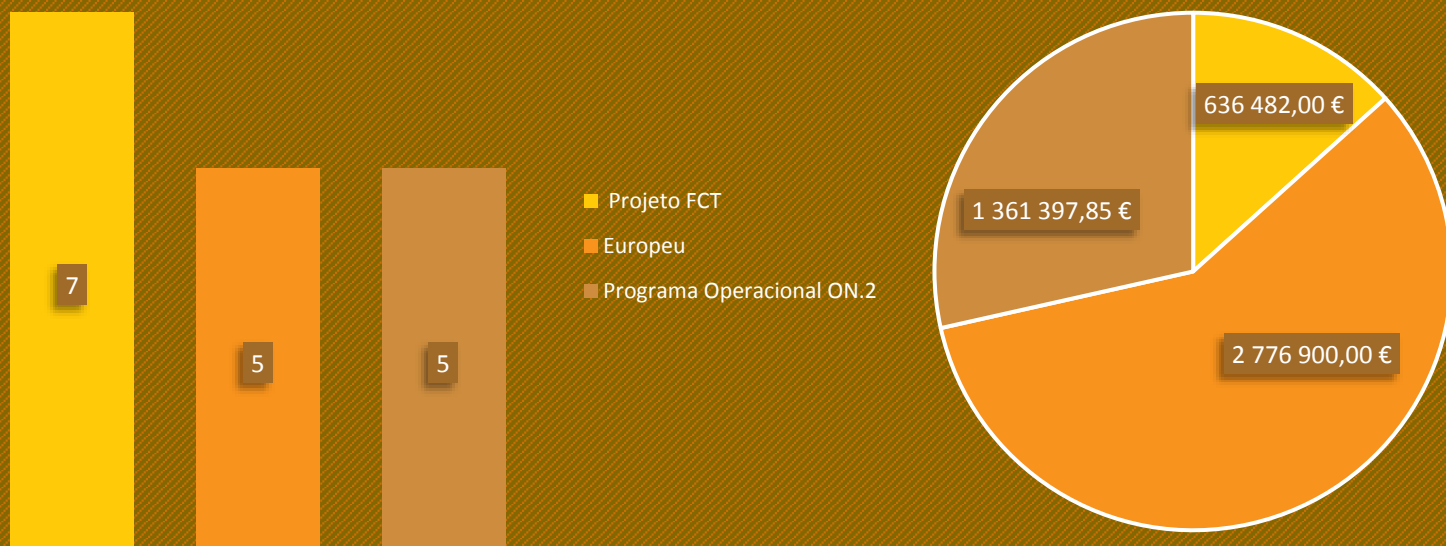 7
5
5
Projeto FCT
Europeu
Programa Operacional ON.2
636 482,00 €
1 361 397,85 €
2 776 900,00 €